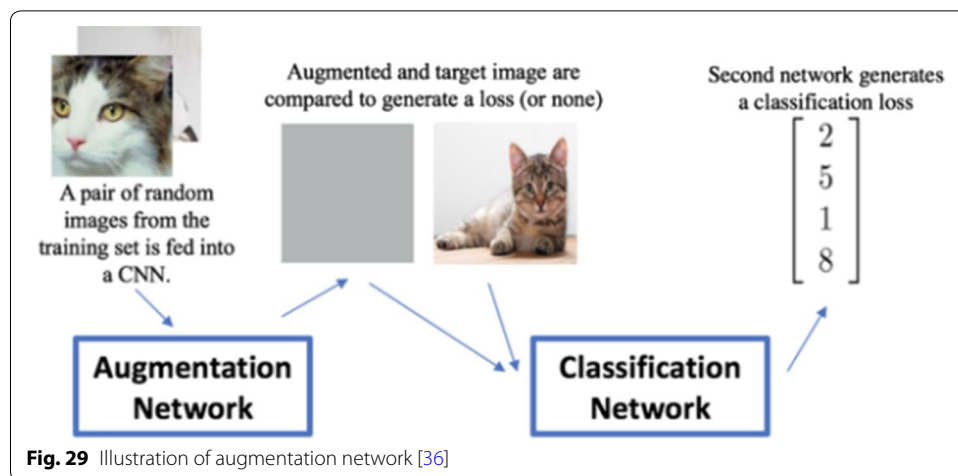 Augmented and target image are
compared to generate a loss (or none)
Second network generates
a classification loss
2
5
1
8
A pair of random
images from the
training set is fed into
a CNN.
Augmentation
Network
Classification
Network
Fig. 29 Illustration of augmentation network [36]